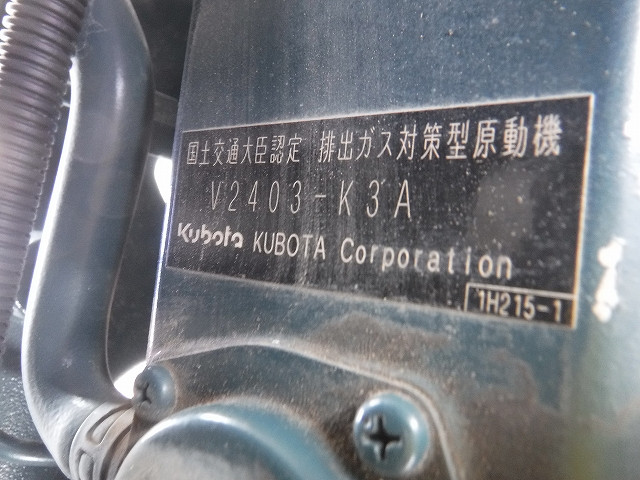 国土交通大臣認定 排出ガス対策型原動機
V2403-K3A
Kubota KUBOTA Corporation
1H215-1